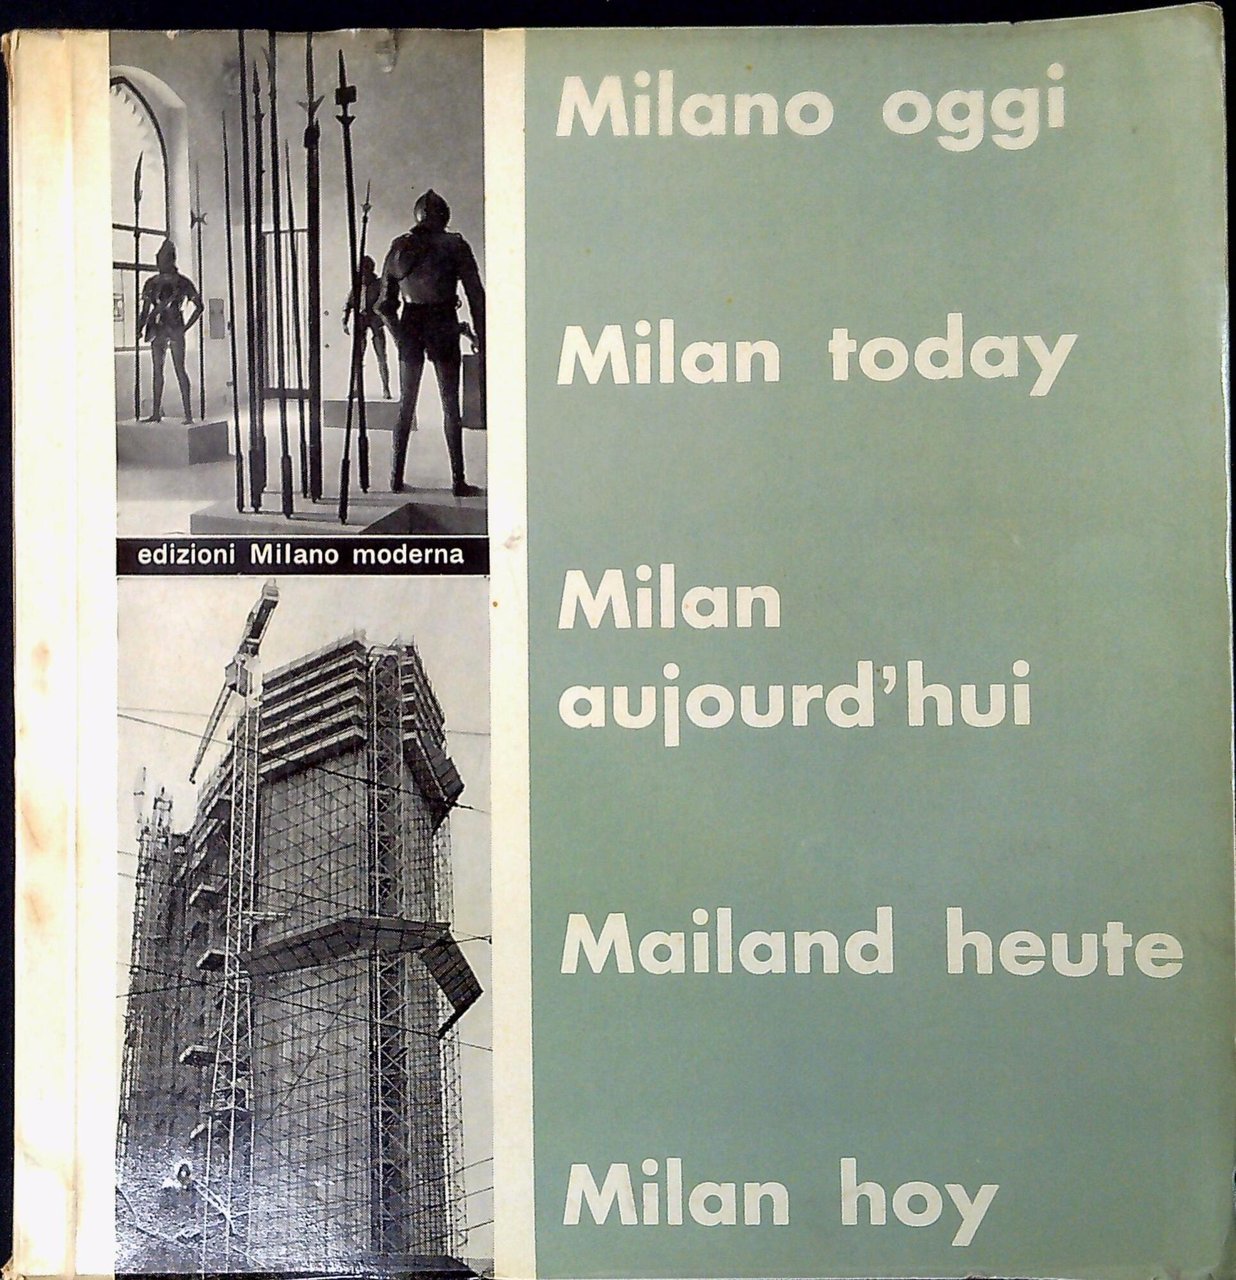 Milano oggi
Milan today
edizioni Milano moderna
Milan
aujourd'hui
Mailand heute
Milan hoy